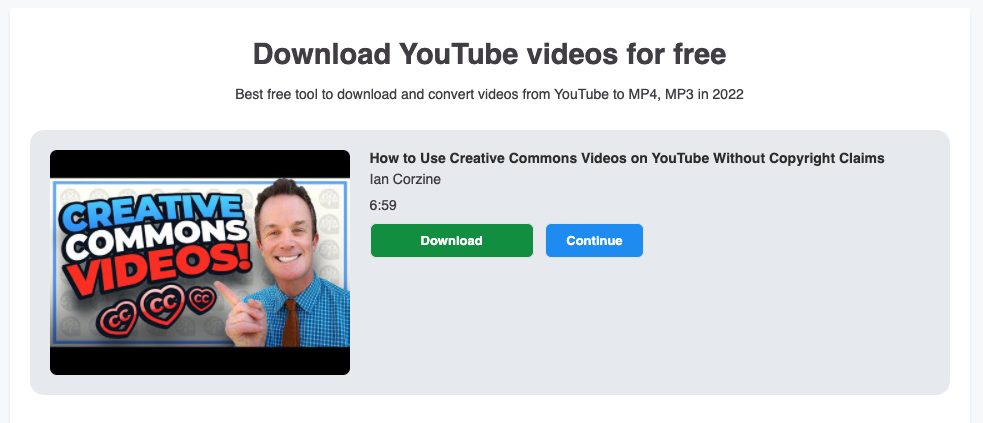 Download YouTube videos for free
Best free tool to download and convert videos from YouTube to MP4, MP3 in 2022
How to Use Creative Commons Videos on YouTube Without Copyright Claims
Ian Corzine
6:59
Download Continue
CREATIVE
COMMONS
VIDEOS!
CC CC CC